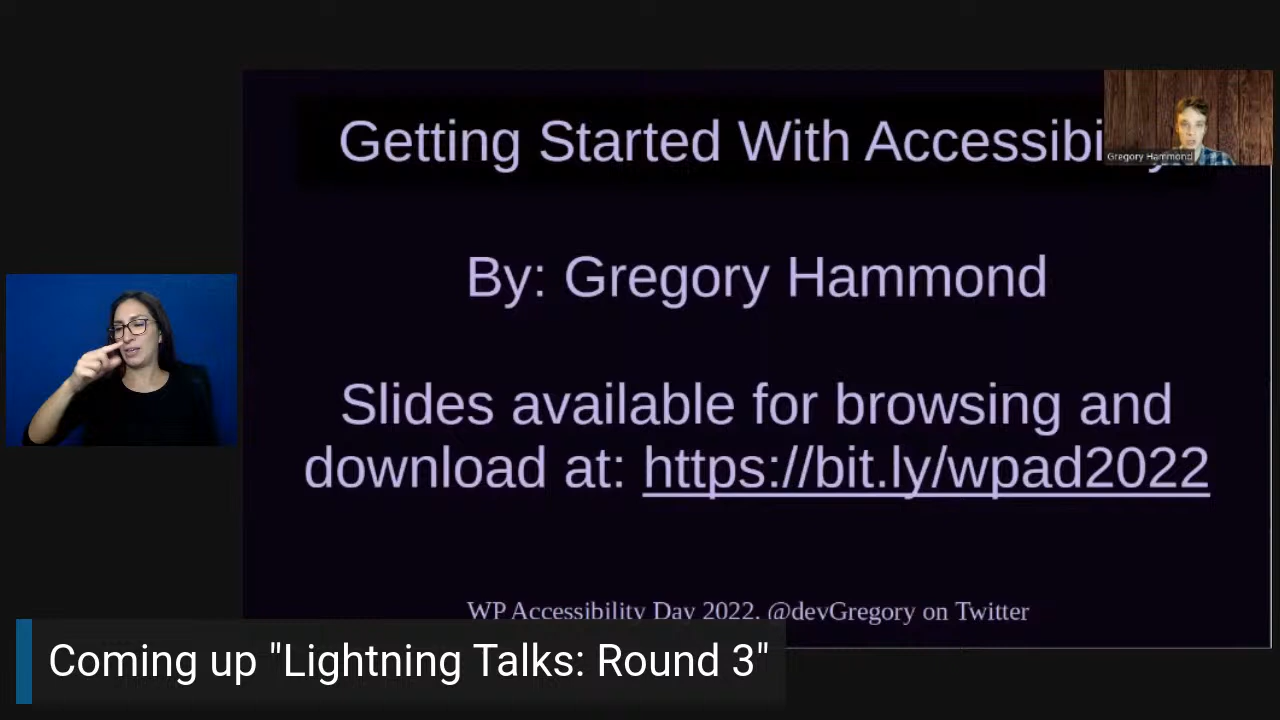 Getting Started With Accessibi
Gregory Hammond
By: Gregory Hammond
Slides available for browsing and
download at: https://bit.ly/wpad2022
WP Accessibility Day 2022, @devGregory on Twitter
Coming up "Lightning Talks: Round 3"